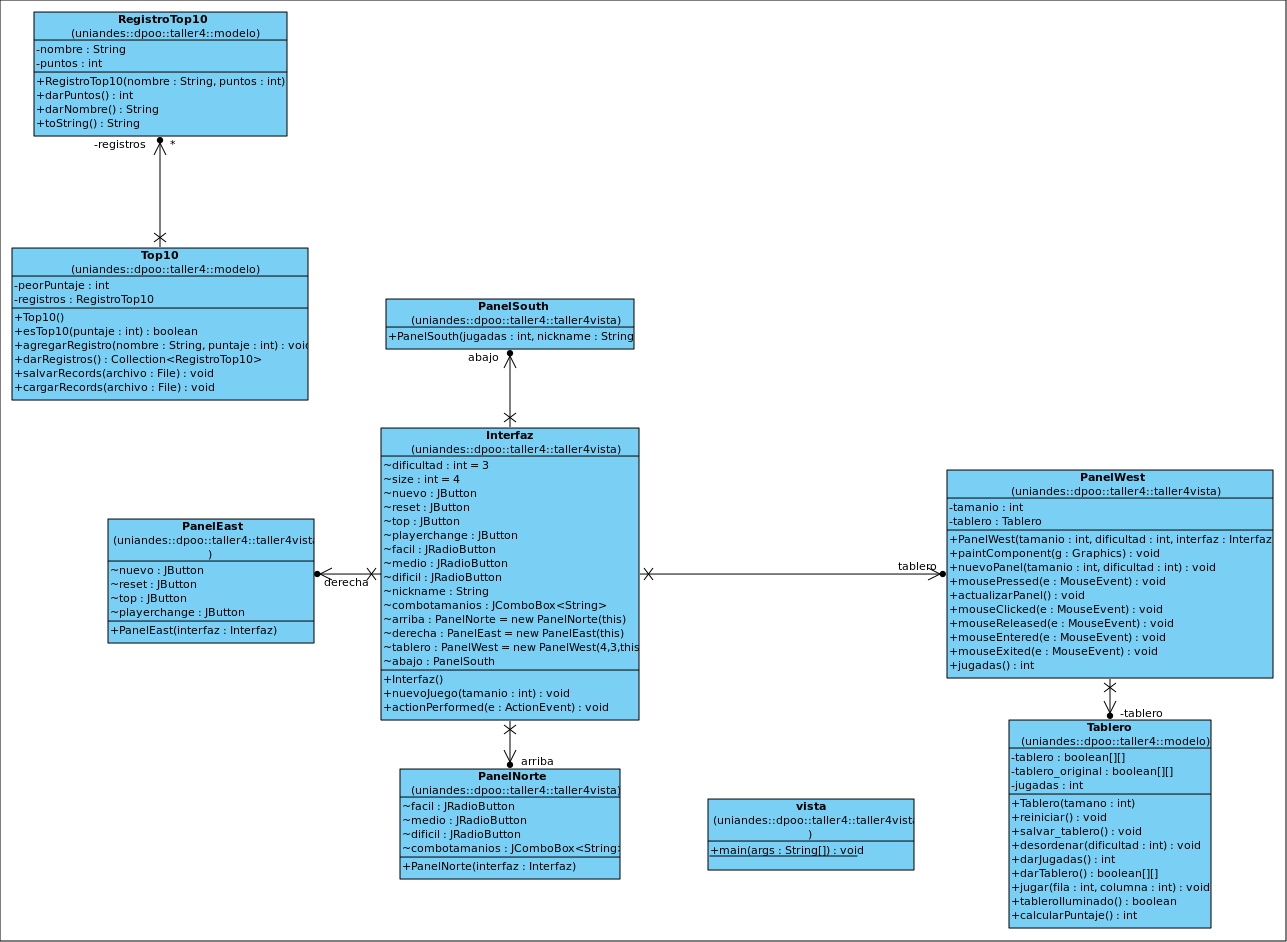 RegistroTop10
(uniandes::dpoo::taller4::modelo)
-nombre : String
-puntos : int
+RegistroTop10(nombre : String, puntos : int)
+darPuntos() : int
+darNombre() : String
+toString() : String
-registros
*
Top10
(uniandes::dpoo::taller4::modelo)
-peorPuntaje : int
-registros : RegistroTop10
+Top10()
+esTop10(puntaje : int) : boolean
+agregarRegistro(nombre : String, puntaje : int) : void
+darRegistros() : Collection<RegistroTop10>
+salvarRecords(archivo : File) : void
+cargarRecords(archivo : File) : void
PanelSouth
(uniandes::dpoo::taller4::taller4vista)
+PanelSouth(jugadas : int, nickname : String
abajo
Interfaz
(uniandes::dpoo::taller4::taller4vista)
~dificultad : int = 3
~size : int = 4
~nuevo : JButton
~reset : JButton
~top : JButton
~playerchange : JButton
~facil : JRadioButton
~medio : JRadioButton
~dificil : JRadioButton
~nickname : String
~combotamanios : JComboBox<String>
~arriba : PanelNorte = new PanelNorte(this)
~derecha : PanelEast = new PanelEast(this)
~tablero : PanelWest = new PanelWest(4,3,this
~abajo : PanelSouth
+Interfaz()
+nuevoJuego(tamanio : int) : void
+actionPerformed(e : ActionEvent) : void
PanelEast
(uniandes::dpoo::taller4::taller4vista
)
~nuevo : JButton
~reset : JButton
~top : JButton
~playerchange : JButton
+PanelEast(interfaz : Interfaz)
derecha
tablero
PanelWest
(uniandes::dpoo::taller4::taller4vista)
-tamanio : int
-tablero : Tablero
+PanelWest(tamanio : int, dificultad : int, interfaz : Interfaz
+paintComponent(g : Graphics) : void
+nuevoPanel(tamanio : int, dificultad : int) : void
+mousePressed(e : MouseEvent) : void
+actualizarPanel() : void
+mouseClicked(e : MouseEvent) : void
+mouseReleased(e : MouseEvent) : void
+mouseEntered(e : MouseEvent) : void
+mouseExited(e : MouseEvent) : void
+jugadas() : int
-tablero
Tablero
(uniandes::dpoo::taller4::modelo)
-tablero : boolean[][]
-tablero_original : boolean[][]
-jugadas : int
+Tablero(tamano : int)
+reiniciar() : void
+salvar_tablero() : void
+desordenar(dificultad : int) : void
+darJugadas() : int
+darTablero() : boolean[][]
+jugar(fila : int, columna : int) : void
+tableroIluminado() : boolean
+calcularPuntaje() : int
arriba
PanelNorte
(uniandes::dpoo::taller4::taller4vista)
~facil : JRadioButton
~medio : JRadioButton
~dificil : JRadioButton
~combotamanios : JComboBox<String>
+PanelNorte(interfaz : Interfaz)
vista
(uniandes::dpoo::taller4::taller4vista
)
+main(args : String[]) : void